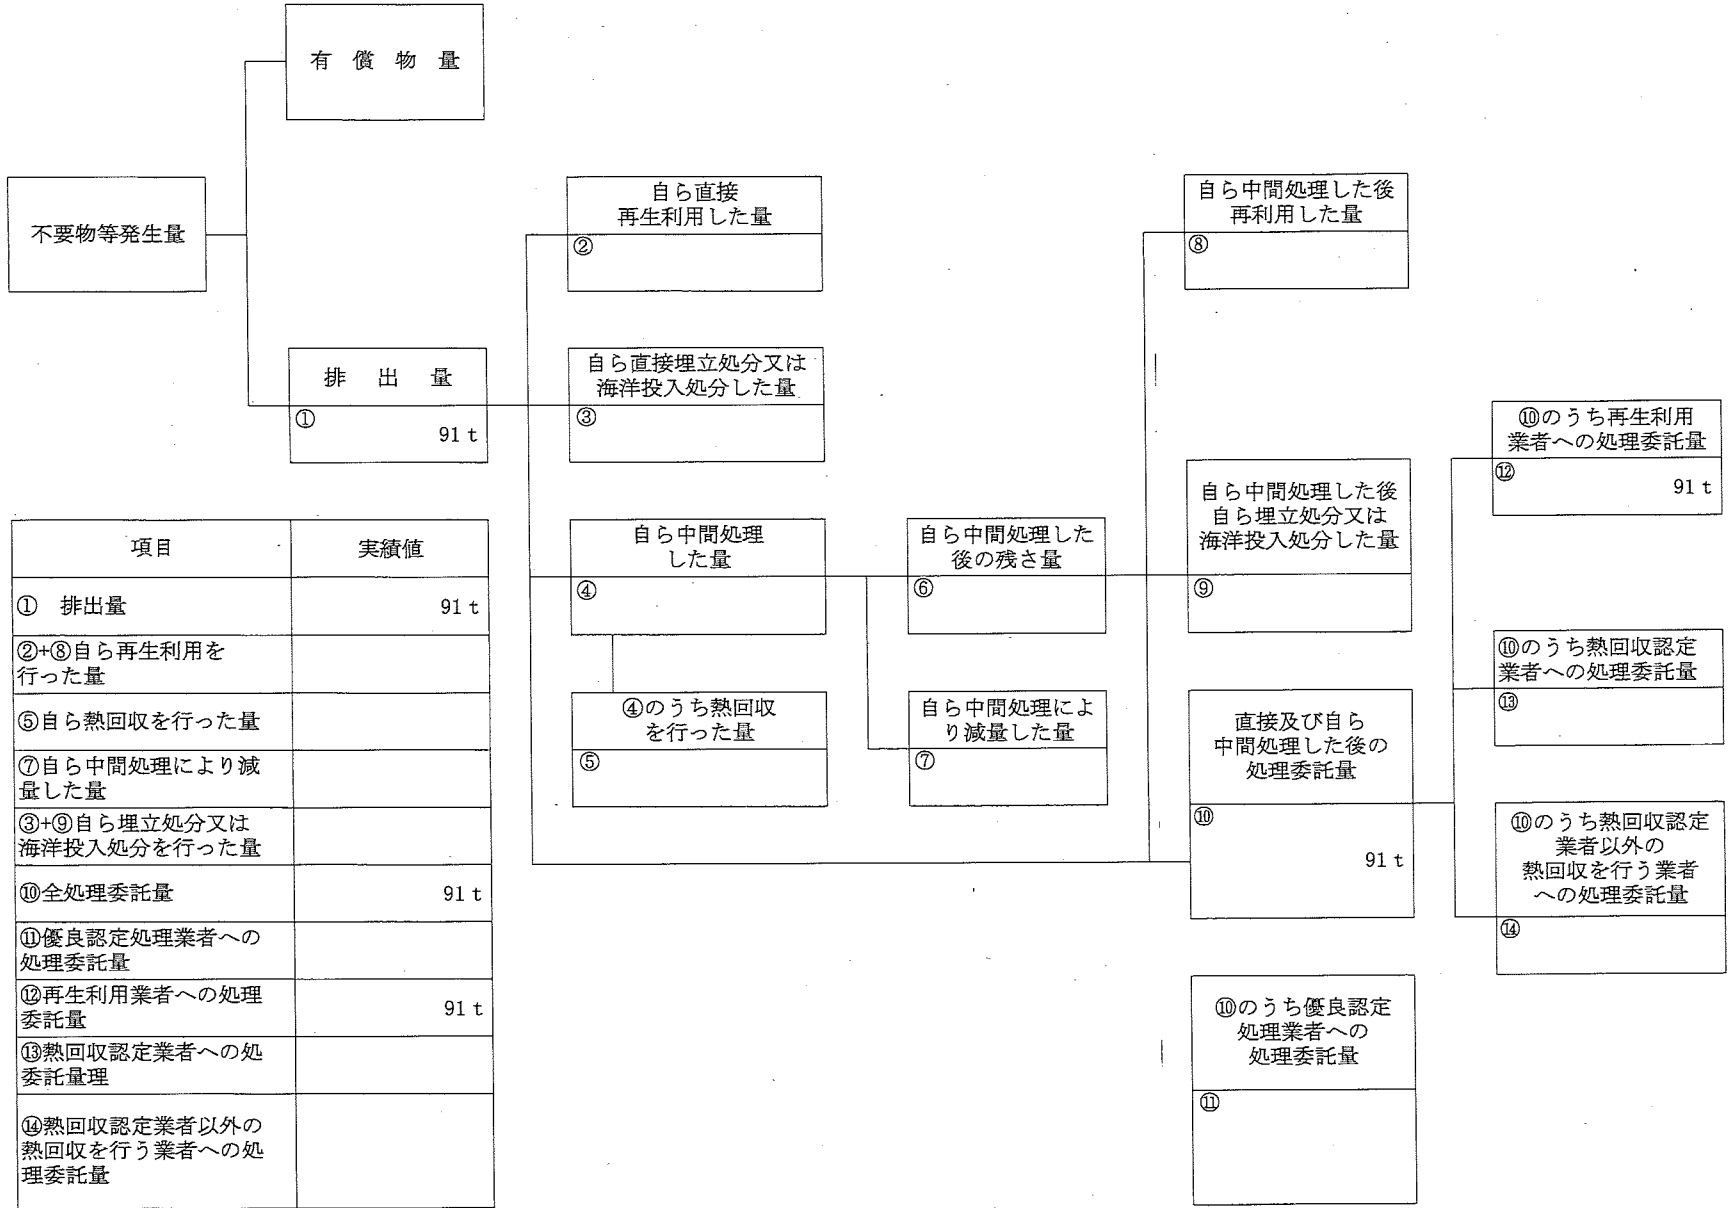 有 償 物 量
不要物等発生量
排 出 量
①
91 t
自ら直接
再生利用した量
②
自ら直接埋立処分又は
海洋投入処分した量
③
自ら中間処理
した量
④
④のうち熱回収
を行った量
⑤
自ら中間処理した
後の残さ量
⑥
自ら中間処理によ
り減量した量
⑦
自ら中間処理した後
再利用した量
⑧
自ら中間処理した後
自ら埋立処分又は
海洋投入処分した量
⑨
直接及び自ら
中間処理した後の
処理委託量
⑩
91 t
⑩のうち優良認定
処理業者への
処理委託量
⑪
⑩のうち再生利用
業者への処理委託量
⑫
91 t
⑩のうち熱回収認定
業者への処理委託量
⑬
⑩のうち熱回収認定
業者以外の
熱回収を行う業者
への処理委託量
⑭
項目 実績値
① 排出量 91 t
②+⑧自ら再生利用を
行った量
⑤自ら熱回収を行った量
⑦自ら中間処理により減
量した量
③+⑨自ら埋立処分又は
海洋投入処分を行った量
⑩全処理委託量 91 t
⑪優良認定処理業者への
処理委託量
⑫再生利用業者への処理
委託量 91 t
⑬熱回収認定業者への処
委託量理
⑭熱回収認定業者以外の
熱回収を行う業者への処
理委託量